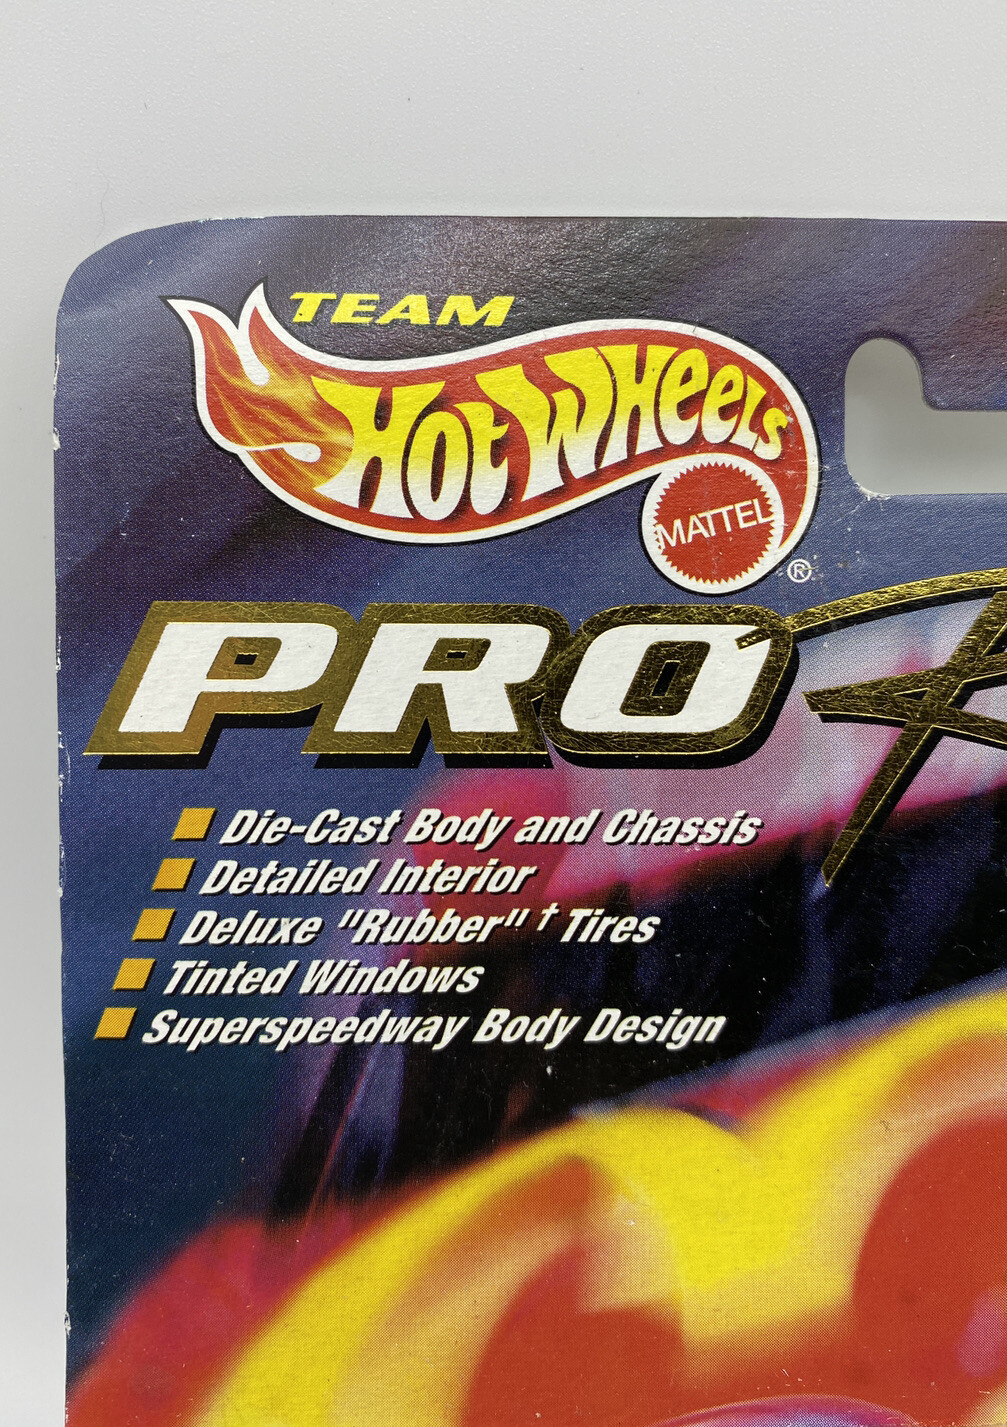 TEAM
HOT WHEELS
MATTEL
®
PRO
Die-Cast Body and Chassis
Detailed Interior
Deluxe "Rubber" † Tires
Tinted Windows
Superspeedway Body Design